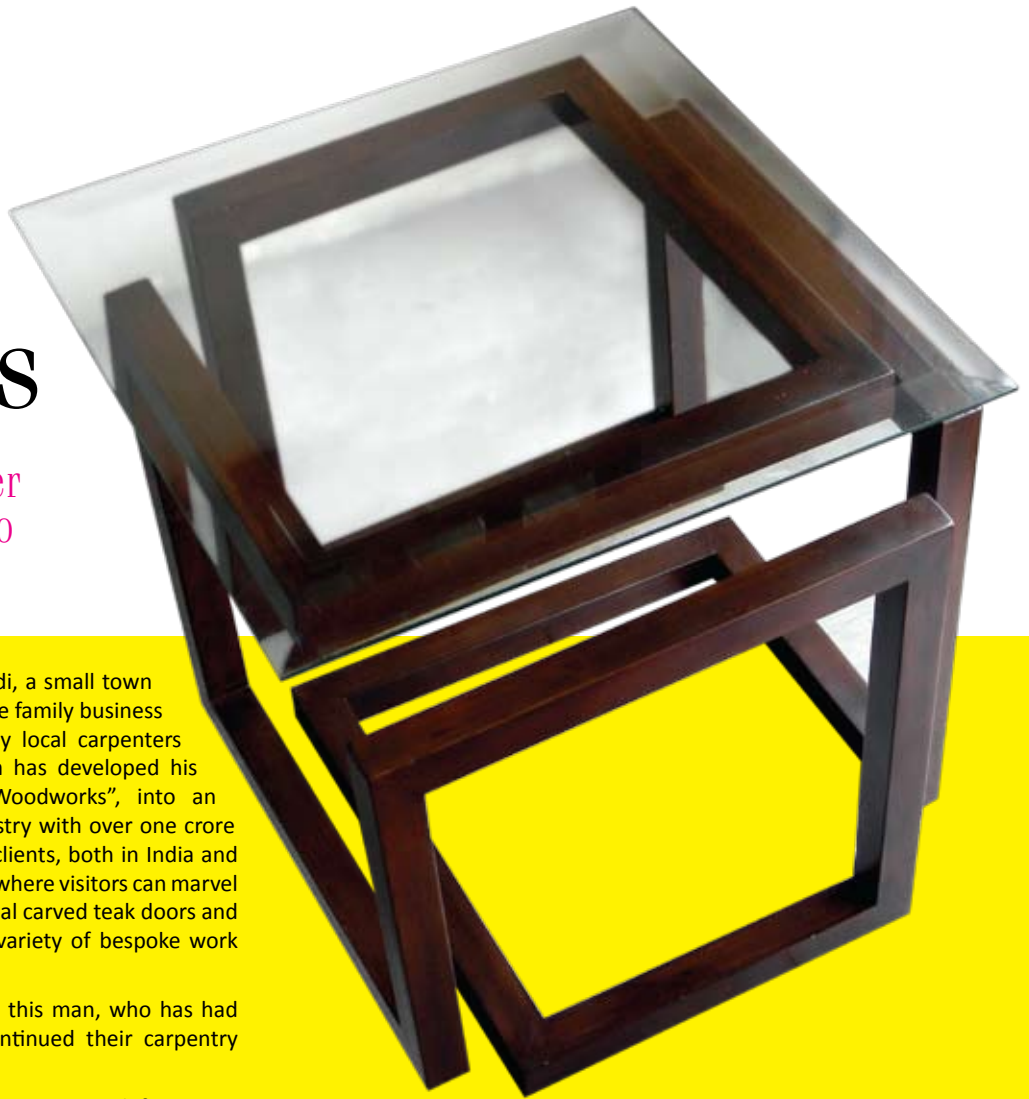 s
er
o
di, a small town
e family business
y local carpenters
n has developed his
Woodworks”, into an
stry with over one crore
clients, both in India and
where visitors can marvel
al carved teak doors and
variety of bespoke work
this man, who has had
ntinued their carpentry